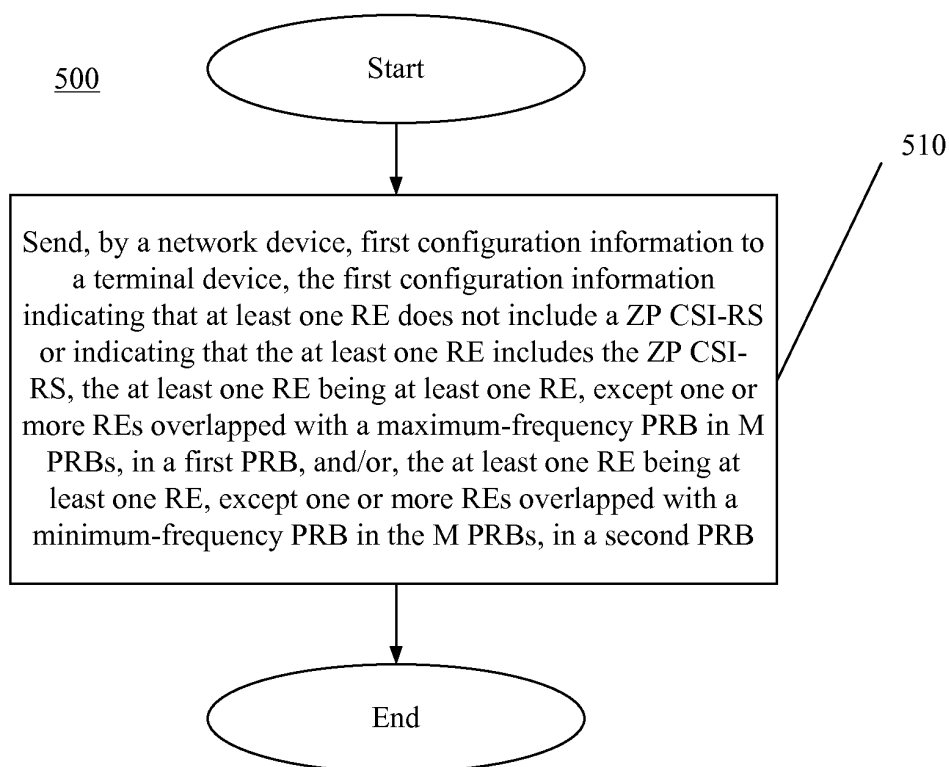 Start
500
510
Send, by a network device, first configuration information to
a terminal device, the first configuration information
indicating that at least one RE does not include a ZP CSI-RS
or indicating that the at least one RE includes the ZP CSI-
RS, the at least one RE being at least one RE, except one or
more REs overlapped with a maximum-frequency PRB in M
PRBs, in a first PRB, and/or, the at least one RE being at
least one RE, except one or more REs overlapped with a
minimum-frequency PRB in the M PRBs, in a second PRB
End